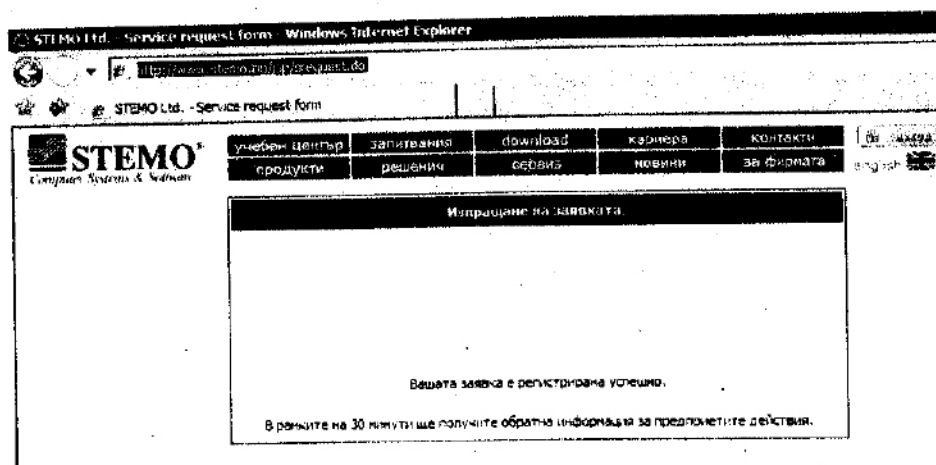 STEMO Ltd. - Service request form - Windows Internet Explorer
STEMO Ltd. - Service request form
STEMO
Computer Systems & Software
учебен център запитвания download кариера контакти
продукти решения сервиз новини за фирмата
english
Изпращане на заявката.
Вашата заявка е регистрирана успешно.
В рамките на 30 минути ще получите обратна информация за предприетите действия.